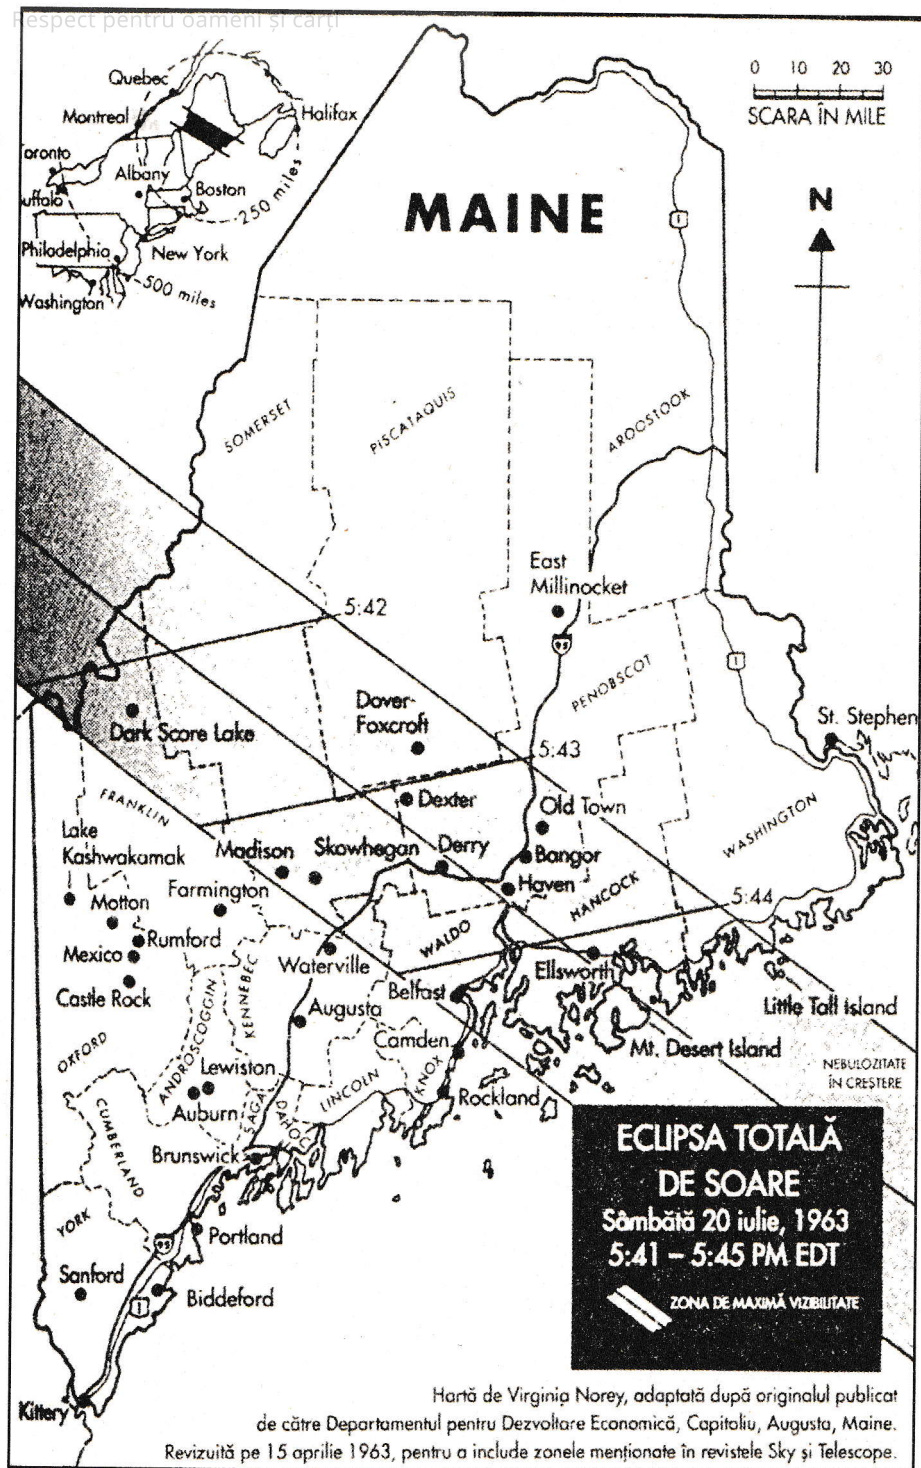 Respect pentru oameni și cărți
Quebec
Montreal
Halifax
Toronto
Albany
Boston
Buffalo
250 miles
Philadelphia
New York
500 miles
Washington
0 10 20 30
SCARA ÎN MILE
MAINE
N
1
SOMERSET
PISCATAQUIS
AROOSTOOK
East
Millinocket
5:42
95
1
PENOBSCOT
Dover-
Foxcroft
St. Stephen
Dark Score Lake
5:43
FRANKLIN
Dexter
Old Town
WASHINGTON
Lake
Kashwakamak
Madison
Skowhegan
Derry
Bangor
Farmington
Haven
HANCOCK
5:44
Motton
Rumford
WALDO
Mexico
Waterville
Ellsworth
Castle Rock
KENNEBEC
Belfast
Little Tall Island
Augusta
ANDROSCOGGIN
OXFORD
Camden
Mt. Desert Island
NEBULOZITATE
ÎN CREȘTERE
Lewiston
LINCOLN
KNOX
Rockland
Auburn
SAGA
DAHOC
CUMBERLAND
Brunswick
ECLIPSA TOTALĂ
DE SOARE
Sâmbătă 20 iulie, 1963
5:41 – 5:45 PM EDT
ZONA DE MAXIMĂ VIZIBILITATE
YORK
Portland
95
Sanford
Biddeford
1
Kittery
Hartă de Virginia Norey, adaptată după originalul publicat
de către Departamentul pentru Dezvoltare Economică, Capitoliu, Augusta, Maine.
Revizuită pe 15 aprilie 1963, pentru a include zonele menționate în revistele Sky și Telescope.